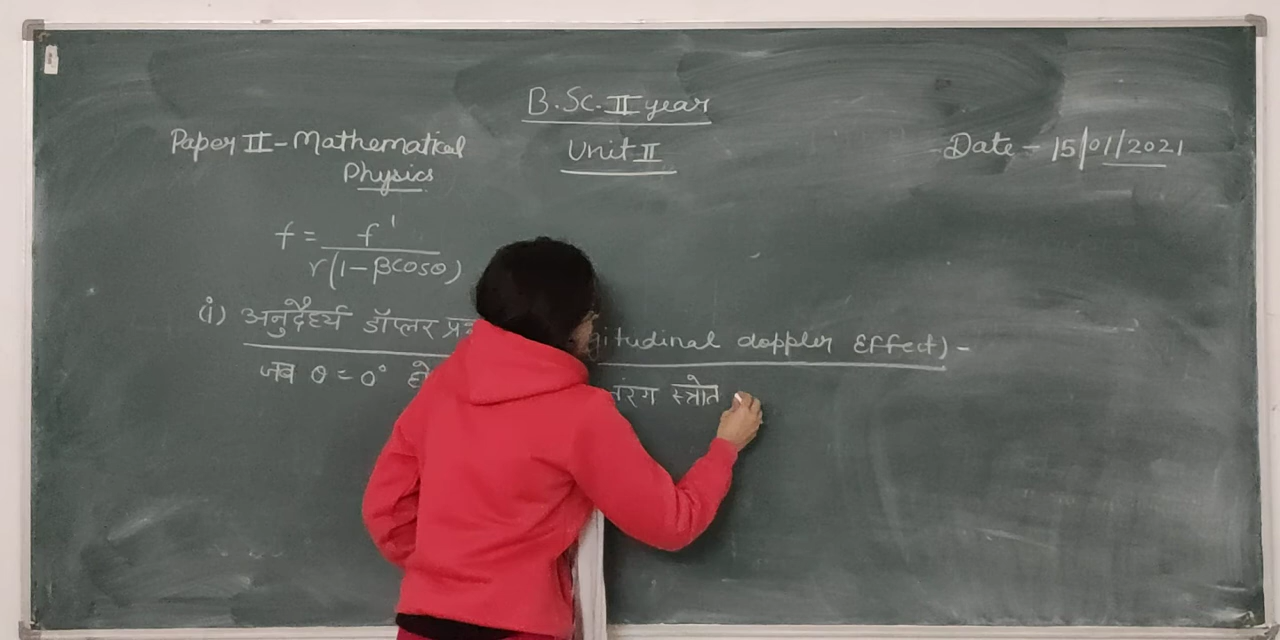 B.Sc. II year
Paper II - Mathematical Physics
Unit II
Date - 15/01/2021
f = f'
r(1-βcosθ)
(i) अनुदैर्ध्य डॉप्लर gitudinal doppler Effect) -
जब θ = 0° हो तरंग स्त्रोत